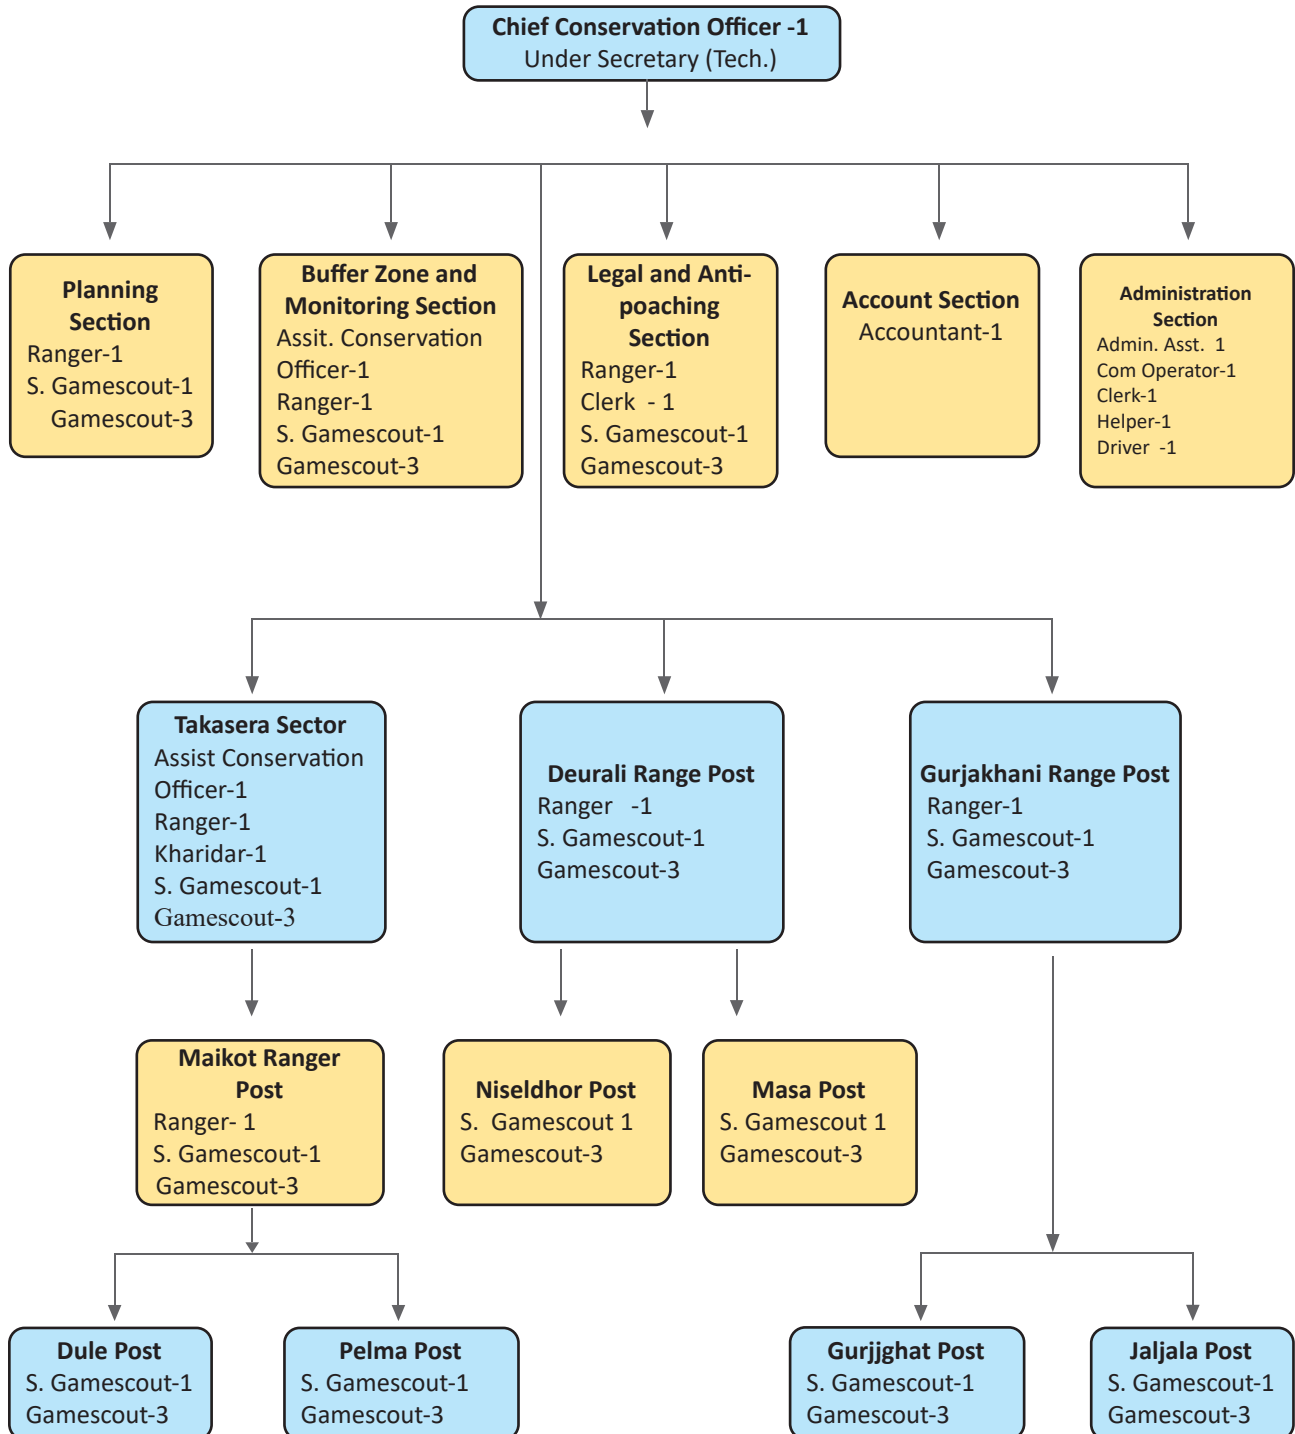 Chief Conservation Officer -1
Under Secretary (Tech.)
Planning
Section
Ranger-1
S. Gamescout-1
Gamescout-3
Buffer Zone and
Monitoring Section
Assit. Conservation
Officer-1
Ranger-1
S. Gamescout-1
Gamescout-3
Legal and Anti-
poaching
Section
Ranger-1
Clerk  - 1
S. Gamescout-1
Gamescout-3
Account Section
Accountant-1
Administration
Section
Admin. Asst.  1
Com Operator-1
Clerk-1
Helper-1
Driver  -1
Takasera Sector
Assist Conservation
Officer-1
Ranger-1
Kharidar-1
S. Gamescout-1
Gamescout-3
Deurali Range Post
Ranger   -1
S. Gamescout-1
Gamescout-3
Gurjakhani Range Post
Ranger-1
S. Gamescout-1
Gamescout-3
Maikot Ranger
Post
Ranger- 1
S. Gamescout-1
Gamescout-3
Niseldhor Post
S.  Gamescout 1
Gamescout-3
Masa Post
S. Gamescout 1
Gamescout-3
Dule Post
S. Gamescout-1
Gamescout-3
Pelma Post
S. Gamescout-1
Gamescout-3
Gurjjghat Post
S. Gamescout-1
Gamescout-3
Jaljala Post
S. Gamescout-1
Gamescout-3